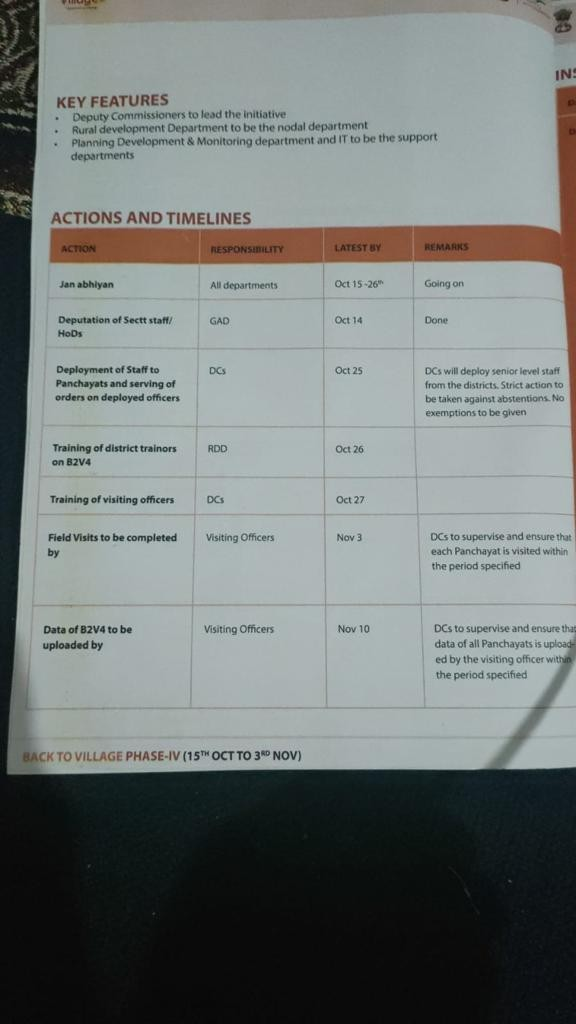 Village
KEY FEATURES
• Deputy Commissioners to lead the initiative
• Rural development Department to be the nodal department
• Planning Development & Monitoring department and IT to be the support
departments
ACTIONS AND TIMELINES
ACTION RESPONSIBILITY LATEST BY REMARKS
Jan abhiyan All departments Oct 15 -26th Going on
Deputation of Sectt staff/ GAD Oct 14 Done
HoDs
Deployment of Staff to DCs Oct 25 DCs will deploy senior level staff
Panchayats and serving of from the districts. Strict action to
orders on deployed officers be taken against abstentions. No
exemptions to be given
Training of district trainors RDD Oct 26
on B2V4
Training of visiting officers DCs Oct 27
Field Visits to be completed Visiting Officers Nov 3 DCs to supervise and ensure that
by each Panchayat is visited within
the period specified
Data of B2V4 to be Visiting Officers Nov 10 DCs to supervise and ensure that
uploaded by data of all Panchayats is upload-
ed by the visiting officer within
the period specified
BACK TO VILLAGE PHASE-IV (15TH OCT TO 3RD NOV)
INS